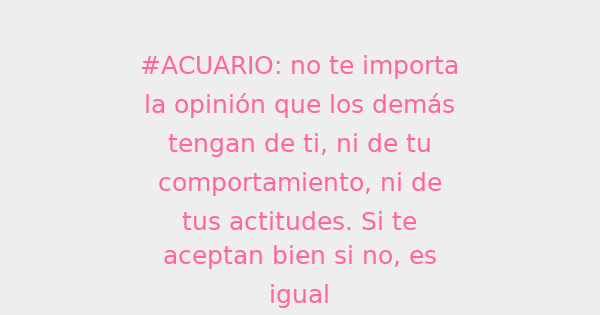 #ACUARIO: no te importa
la opinión que los demás
tengan de ti, ni de tu
comportamiento, ni de
tus actitudes. Si te
aceptan bien si no, es
igual